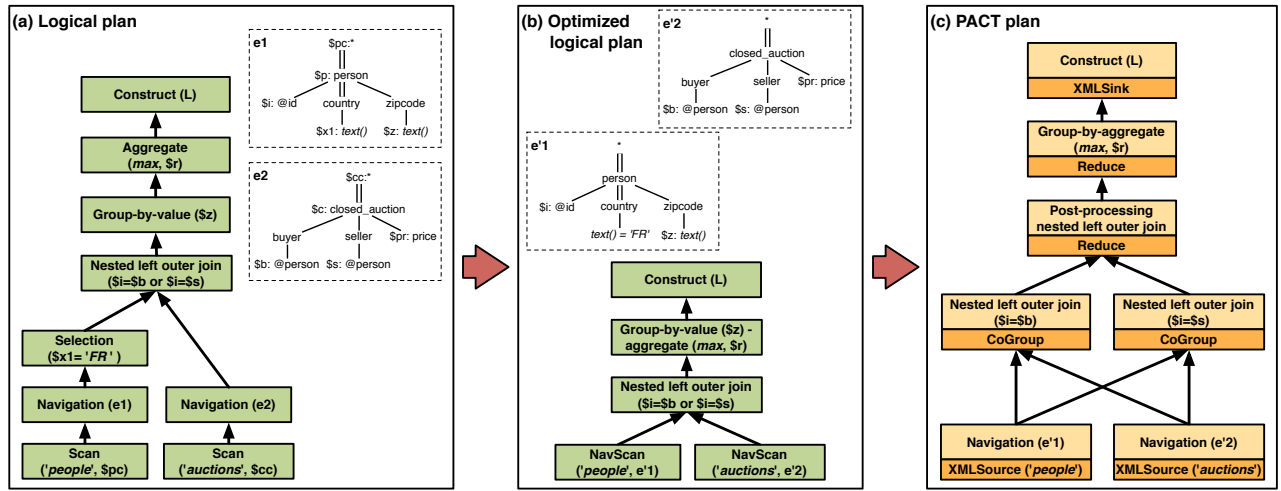 (a) Logical plan
Construct (L)
Aggregate
(max, $r)
Group-by-value ($z)
Nested left outer join
($i=$b or $i=$s)
Selection
($x1= 'FR' )
Navigation (e1)
Navigation (e2)
Scan
('people', $pc)
Scan
('auctions', $cc)
e1
$pc:*
$p: person
$i: @id
country
zipcode
$x1: text()
$z: text()
e2
$cc:*
$c: closed_auction
buyer
seller
$pr: price
$b: @person
$s: @person
(b) Optimized
logical plan
e'2
*
closed_auction
buyer
seller
$pr: price
$b: @person
$s: @person
e'1
*
person
$i: @id
country
zipcode
text() = 'FR'
$z: text()
Construct (L)
Group-by-value ($z) -
aggregate (max, $r)
Nested left outer join
($i=$b or $i=$s)
NavScan
('people', e'1)
NavScan
('auctions', e'2)
(c) PACT plan
Construct (L)
XMLSink
Group-by-aggregate
(max, $r)
Reduce
Post-processing
nested left outer join
Reduce
Nested left outer join
($i=$b)
CoGroup
Nested left outer join
($i=$s)
CoGroup
Navigation (e'1)
XMLSource ('people')
Navigation (e'2)
XMLSource ('auctions')